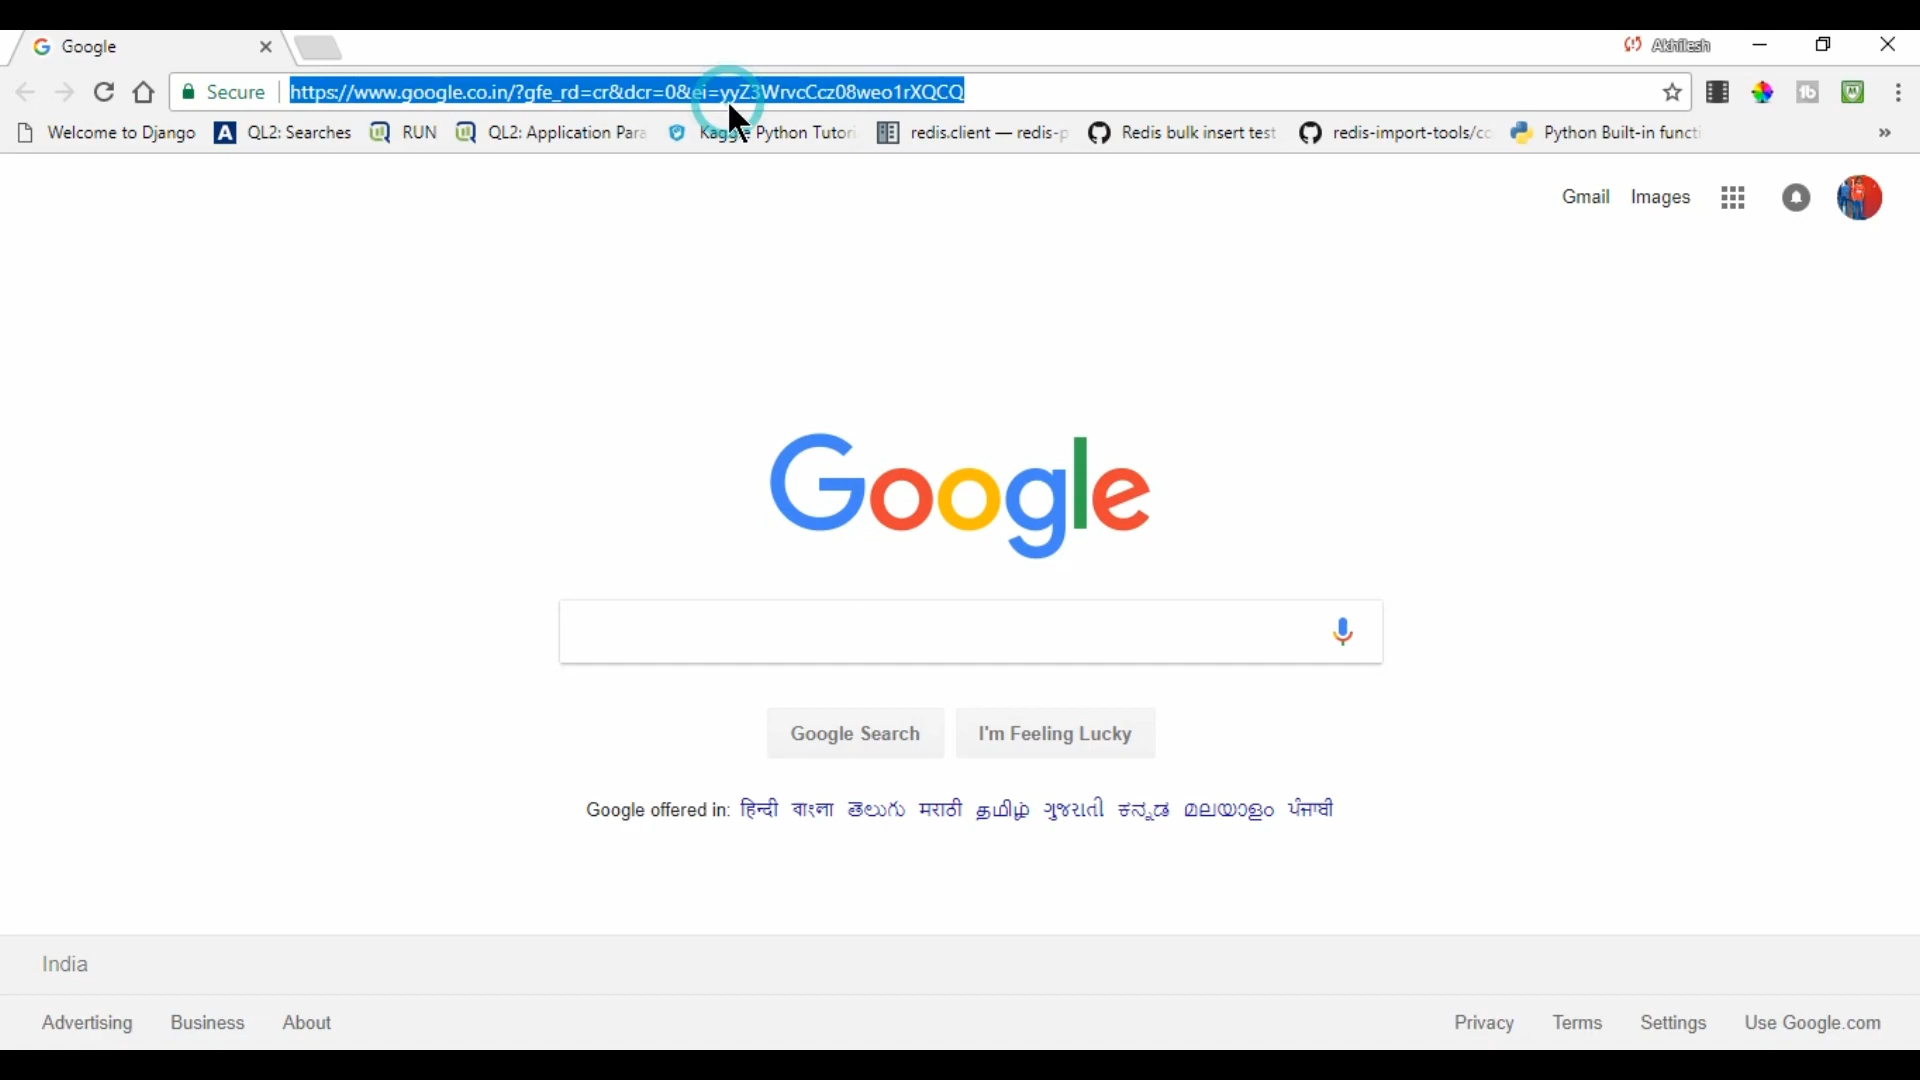 Google
Akhilesh
Secure https://www.google.co.in/?gfe_rd=cr&dcr=0&ei=yyZ3WrvcCcz08weo1rXQCQ
Welcome to Django QL2: Searches RUN QL2: Application Para Kaggle Python Tutori redis.client — redis-p Redis bulk insert test redis-import-tools/cc Python Built-in functi »
Gmail Images
Google
Google Search I'm Feeling Lucky
Google offered in: हिन्दी বাংলা తెలుగు मराठी தமிழ் ગુજરાતી ಕನ್ನಡ മലയാളം ਪੰਜਾਬੀ
India
Advertising Business About Privacy Terms Settings Use Google.com